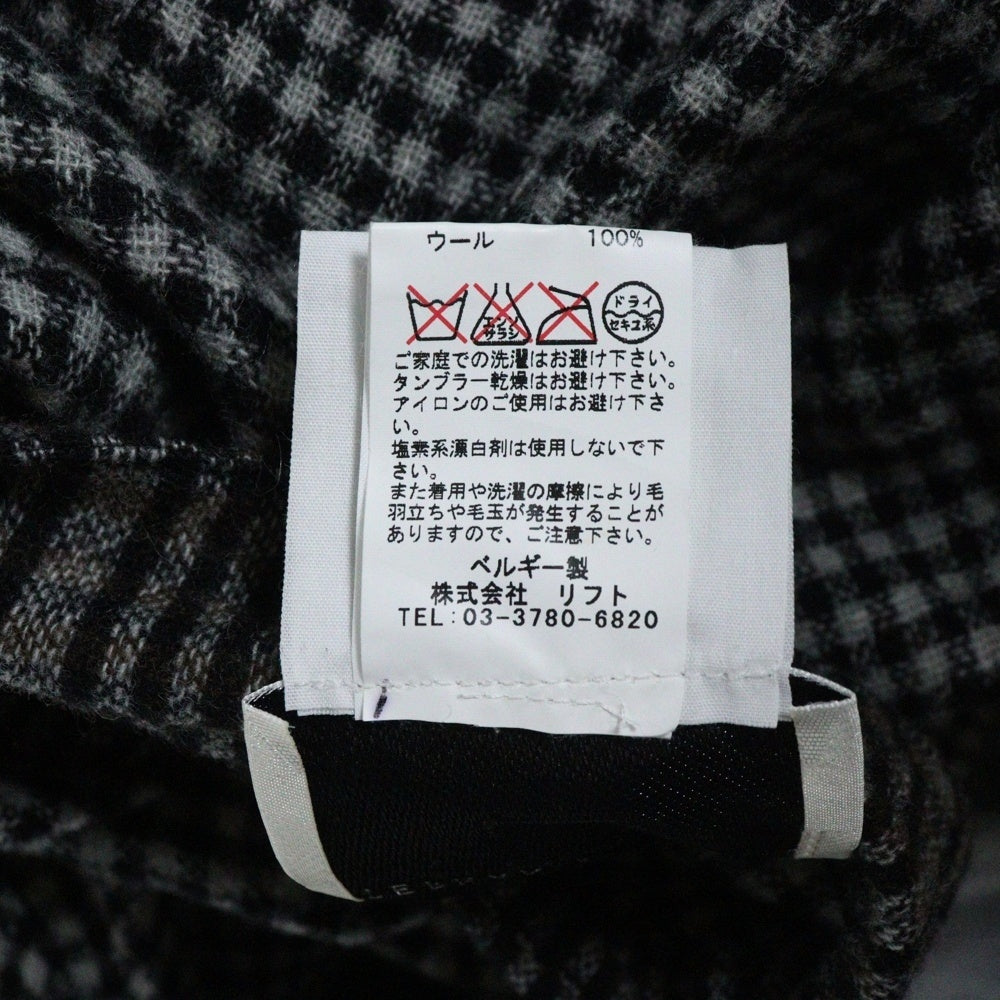 ウール 100%
エンソ
サラシ
ドライ
セキユ系
ご家庭での洗濯はお避け下さい。
タンブラー乾燥はお避け下さい。
アイロンのご使用はお避け下さ
い。
塩素系漂白剤は使用しないで下
さい。
また着用や洗濯の摩擦により毛
羽立ちや毛玉が発生することが
ありますので、ご注意下さい。
ベルギー製
株式会社 リフト
TEL:03-3780-6820